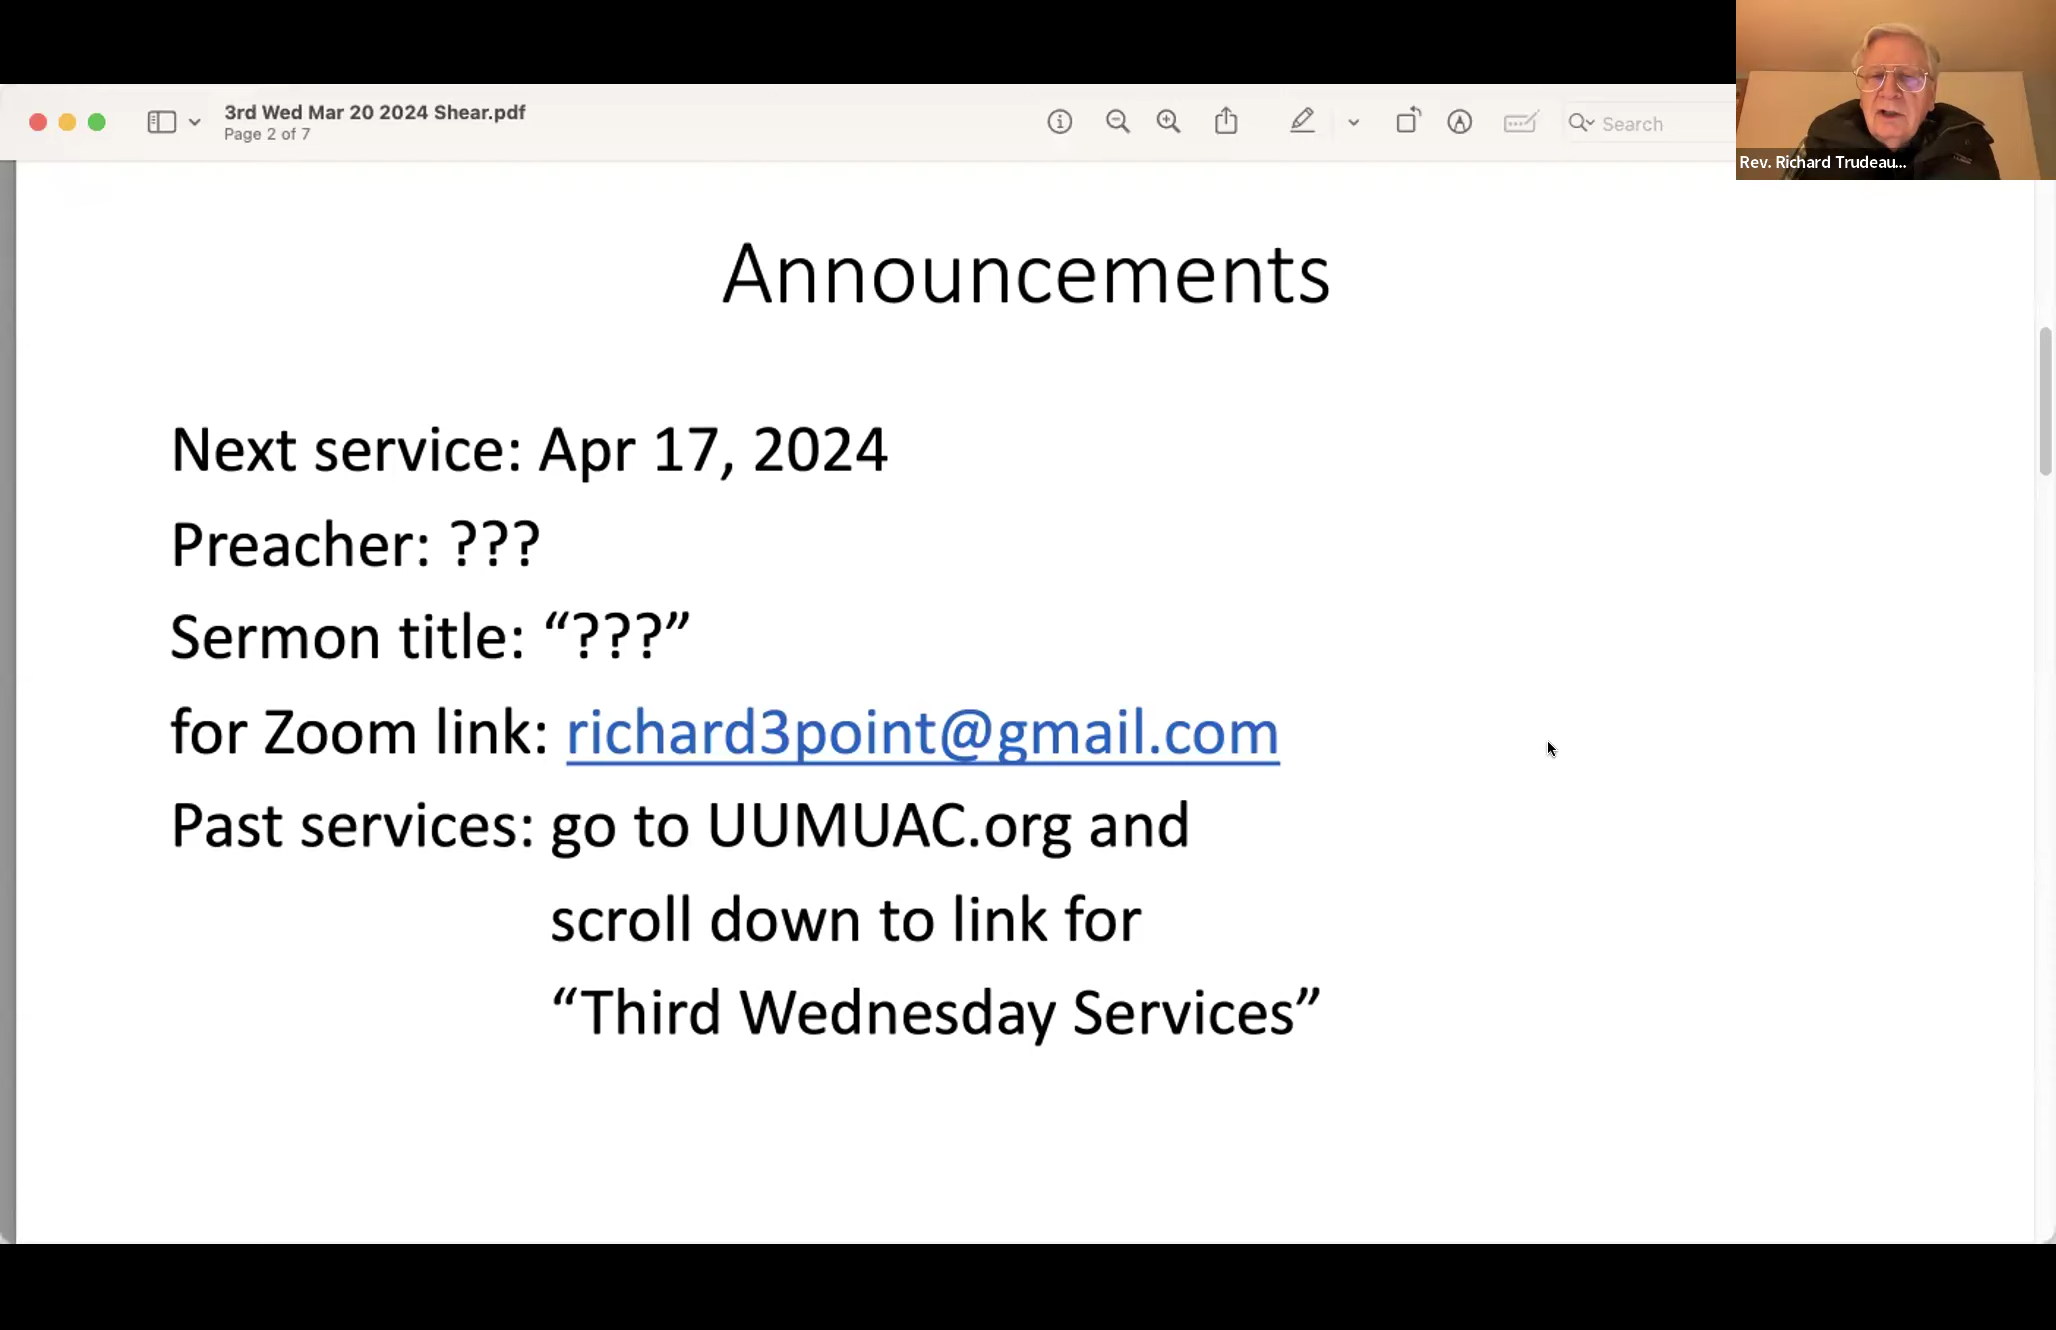 3rd Wed Mar 20 2024 Shear.pdf
Page 2 of 7
Search
Rev. Richard Trudeau...
Announcements
Next service: Apr 17, 2024
Preacher: ???
Sermon title: “???”
for Zoom link: richard3point@gmail.com
Past services: go to UUMUAC.org and
scroll down to link for
“Third Wednesday Services”